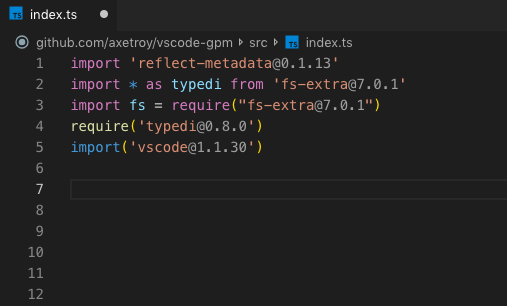 TS index.ts
github.com/axetroy/vscode-gpm › src › TS index.ts
1 import 'reflect-metadata@0.1.13'
2 import * as typedi from 'fs-extra@7.0.1'
3 import fs = require("fs-extra@7.0.1")
4 require('typedi@0.8.0')
5 import('vscode@1.1.30')
6
7
8
9
10
11
12